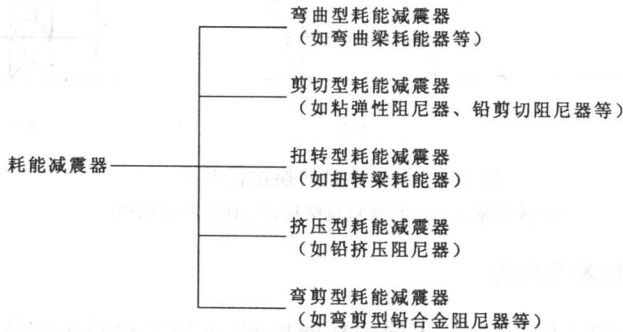 弯曲型耗能减震器
（如弯曲梁耗能器等）
剪切型耗能减震器
（如粘弹性阻尼器、铅剪切阻尼器等）
耗能减震器
扭转型耗能减震器
（如扭转梁耗能器）
挤压型耗能减震器
（如铅挤压阻尼器）
弯剪型耗能减震器
（如弯剪型铅合金阻尼器等）